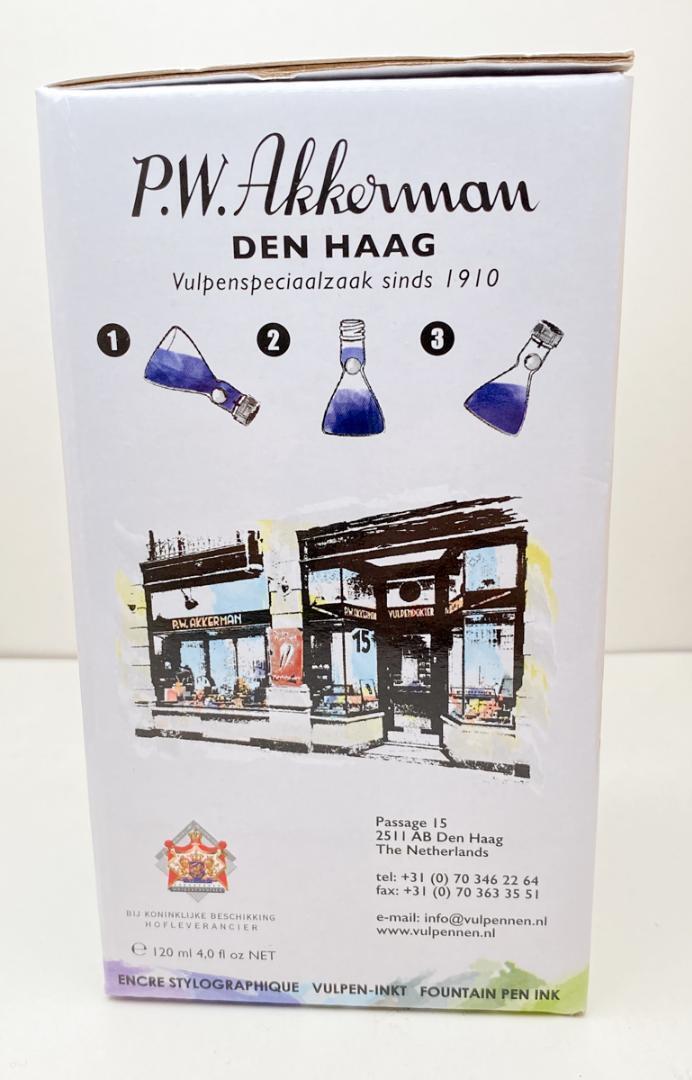 P.W. Akkerman
DEN HAAG
Vulpenspeciaalzaak sinds 1910
1
2
3
P.W. AKKERMAN
P.W. AKKERMAN
VULPENDOKTER
15
Passage 15
2511 AB Den Haag
The Netherlands
tel: +31 (0) 70 346 22 64
fax: +31 (0) 70 363 35 51
e-mail: info@vulpennen.nl
www.vulpennen.nl
BIJ KONINKLIJKE BESCHIKKING
HOFLEVERANCIER
℮ 120 ml 4,0 fl oz NET
ENCRE STYLOGRAPHIQUE VULPEN-INKT FOUNTAIN PEN INK